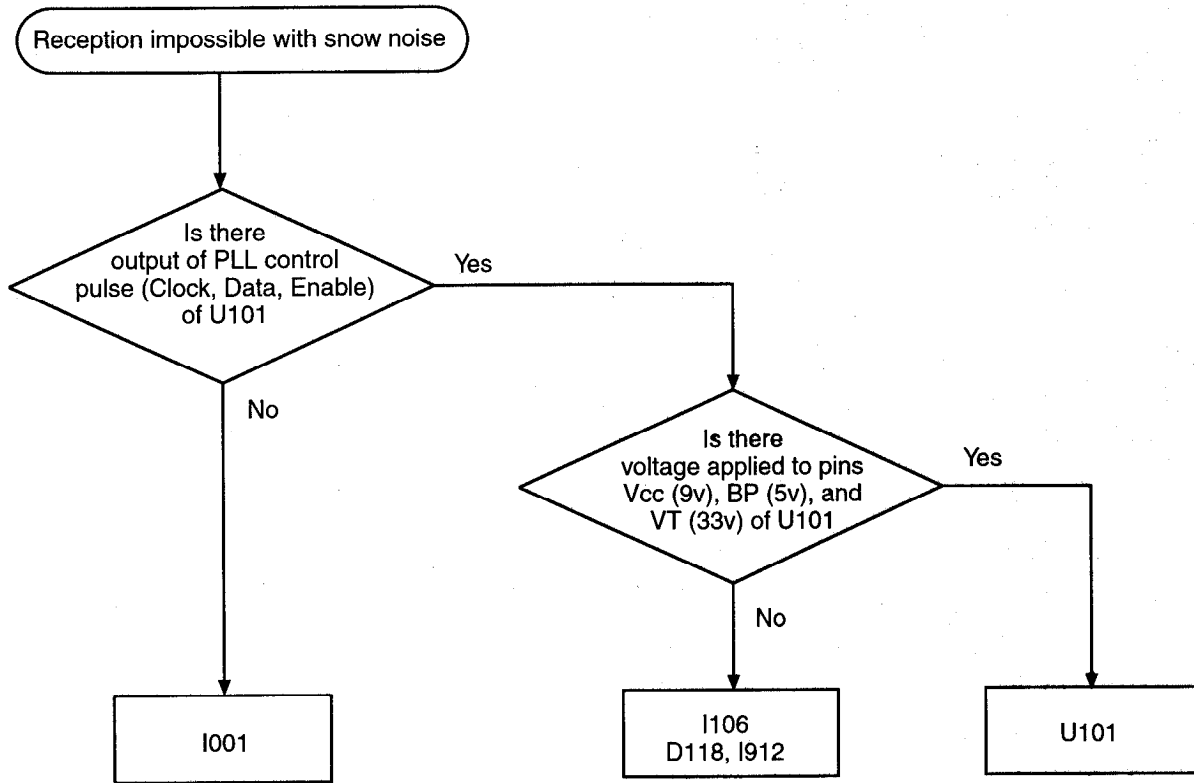 Reception impossible with snow noise
Is there
output of PLL control
pulse (Clock, Data, Enable)
of U101
Yes
No
Is there
voltage applied to pins
Vcc (9v), BP (5v), and
VT (33v) of U101
Yes
No
I001
I106
D118, I912
U101